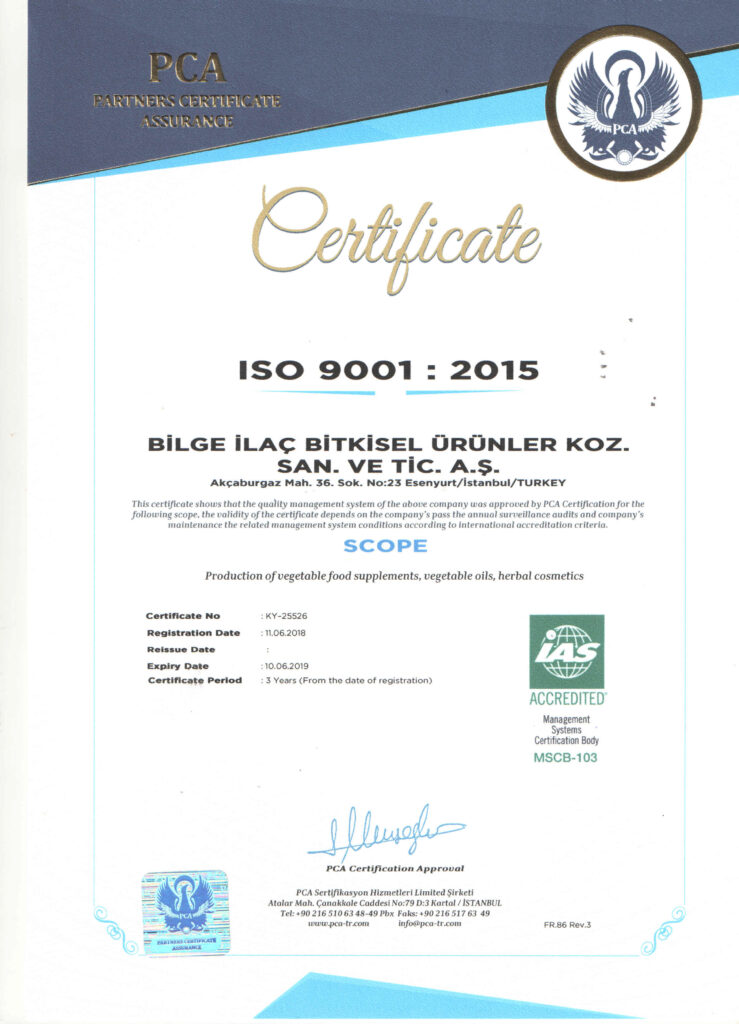 PCA
PARTNERS CERTIFICATE
ASSURANCE
PCA
Certificate
ISO 9001 : 2015
BİLGE İLAÇ BİTKİSEL ÜRÜNLER KOZ.
SAN. VE TİC. A.Ş.
Akçaburgaz Mah. 36. Sok. No:23 Esenyurt/İstanbul/TURKEY
This certificate shows that the quality management system of the above company was approved by PCA Certification for the
following scope, the validity of the certificate depends on the company's pass the annual surveillance audits and company's
maintenance the related management system conditions according to international accreditation criteria.
SCOPE
Production of vegetable food supplements, vegetable oils, herbal cosmetics
Certificate No : KY-25526
Registration Date : 11.06.2018
Reissue Date :
Expiry Date : 10.06.2019
Certificate Period : 3 Years (From the date of registration)
IAS
ACCREDITED
Management
Systems
Certification Body
MSCB-103
PCA Certification Approval
PCA Sertifikasyon Hizmetleri Limited Şirketi
Atalar Mah. Çanakkale Caddesi No:79 D:3 Kartal / İSTANBUL
Tel: +90 216 510 63 48-49 Pbx Faks: +90 216 517 63 49
www.pca-tr.com info@pca-tr.com
FR.86 Rev.3
PCA
PARTNERS CERTIFICATE
ASSURANCE